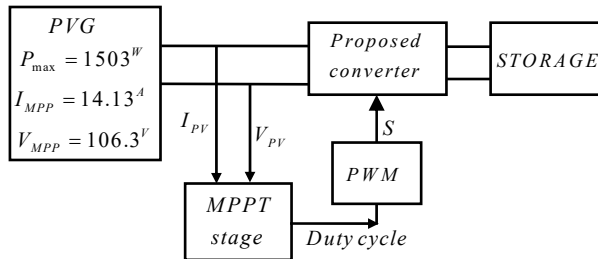 PVG
P_max = 1503^W
I_MPP = 14.13^A
V_MPP = 106.3^V
Proposed
converter
STORAGE
I_PV
V_PV
S
PWM
MPPT
stage
Duty cycle